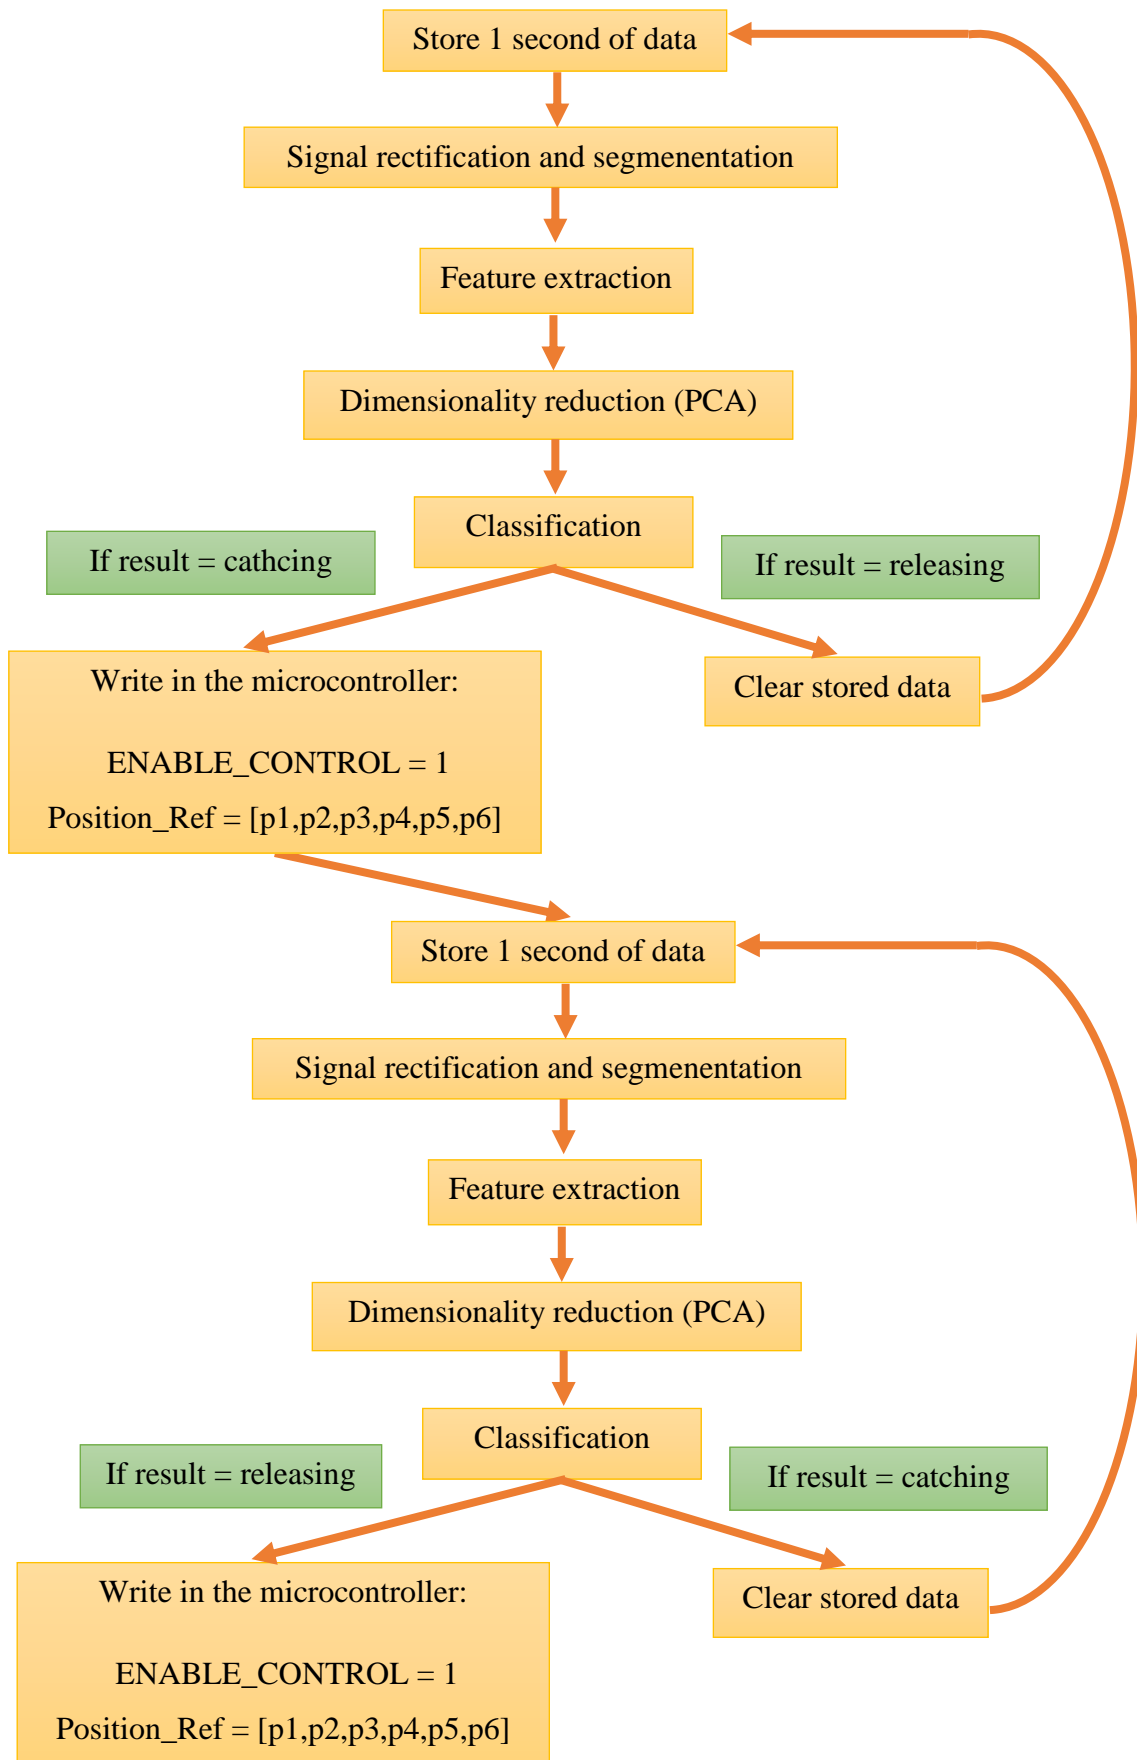 Store 1 second of data
Signal rectification and segmenentation
Feature extraction
Dimensionality reduction (PCA)
Classification
If result = cathcing
If result = releasing
Write in the microcontroller:
ENABLE_CONTROL = 1
Position_Ref = [p1,p2,p3,p4,p5,p6]
Clear stored data
Store 1 second of data
Signal rectification and segmenentation
Feature extraction
Dimensionality reduction (PCA)
Classification
If result = releasing
If result = catching
Write in the microcontroller:
ENABLE_CONTROL = 1
Position_Ref = [p1,p2,p3,p4,p5,p6]
Clear stored data